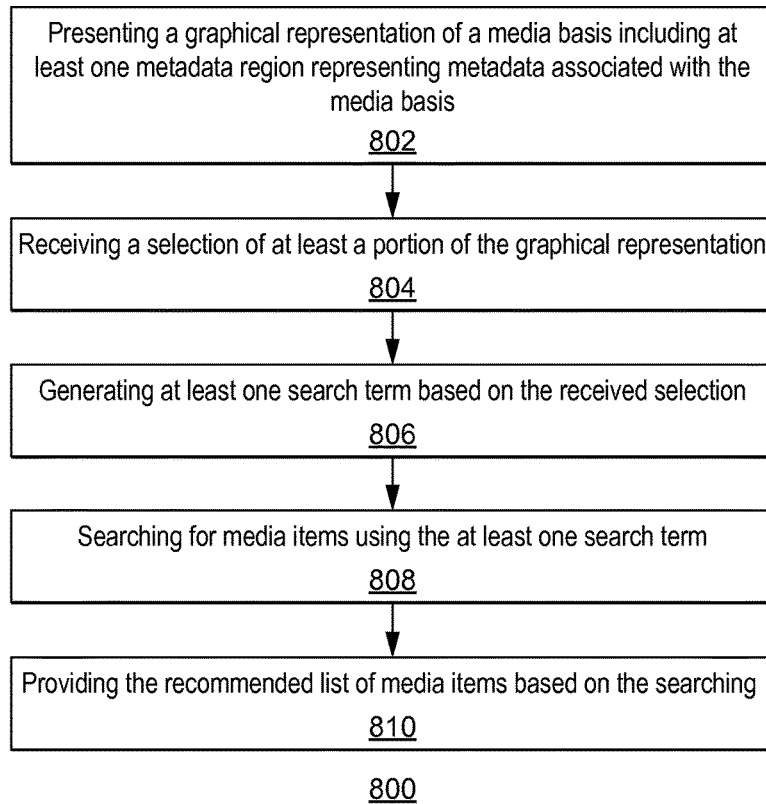 Presenting a graphical representation of a media basis including at
least one metadata region representing metadata associated with the
media basis
802
Receiving a selection of at least a portion of the graphical representation
804
Generating at least one search term based on the received selection
806
Searching for media items using the at least one search term
808
Providing the recommended list of media items based on the searching
810
800